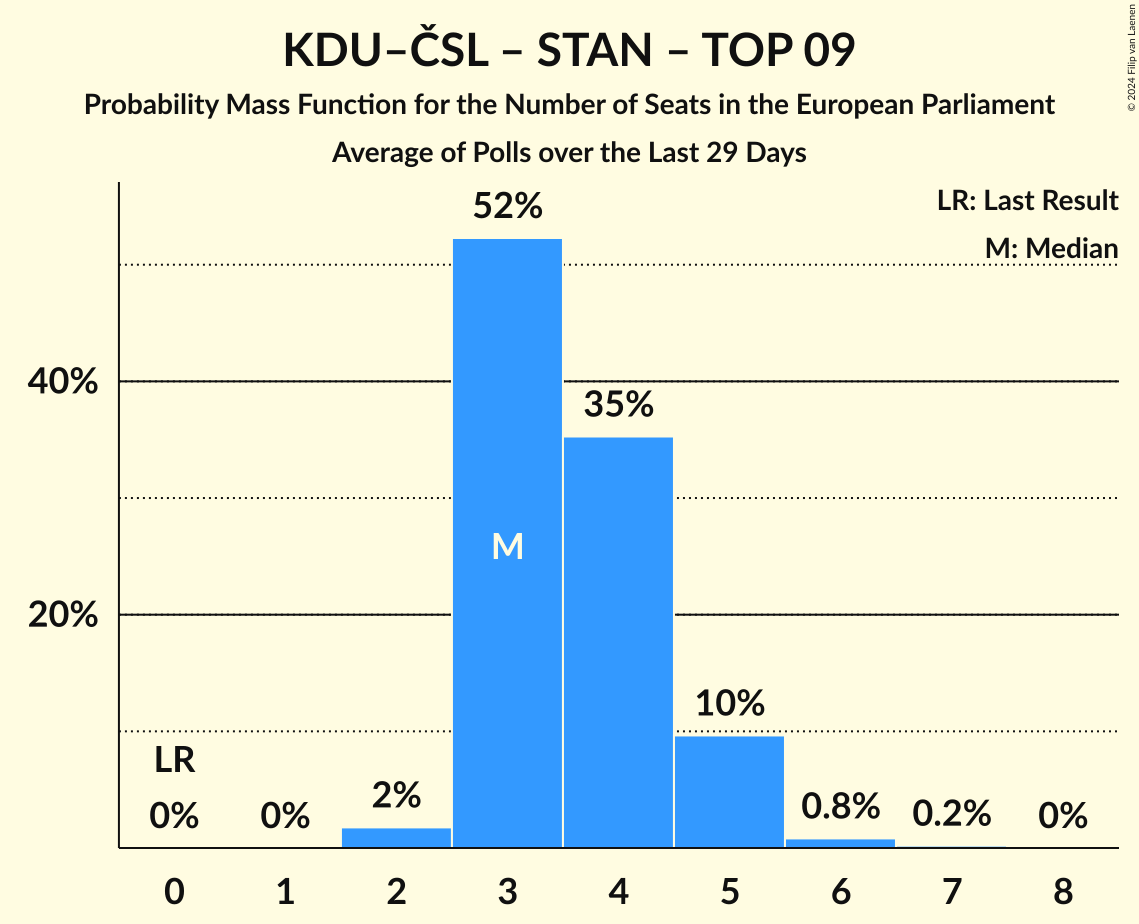 KDU–ČSL – STAN – TOP 09
Probability Mass Function for the Number of Seats in the European Parliament
Average of Polls over the Last 29 Days
© 2024 Filip van Laenen
LR: Last Result
M: Median
52%
40%
35%
M
20%
10%
LR
0%
0%
2%
0.8%
0.2%
0%
0 1 2 3 4 5 6 7 8